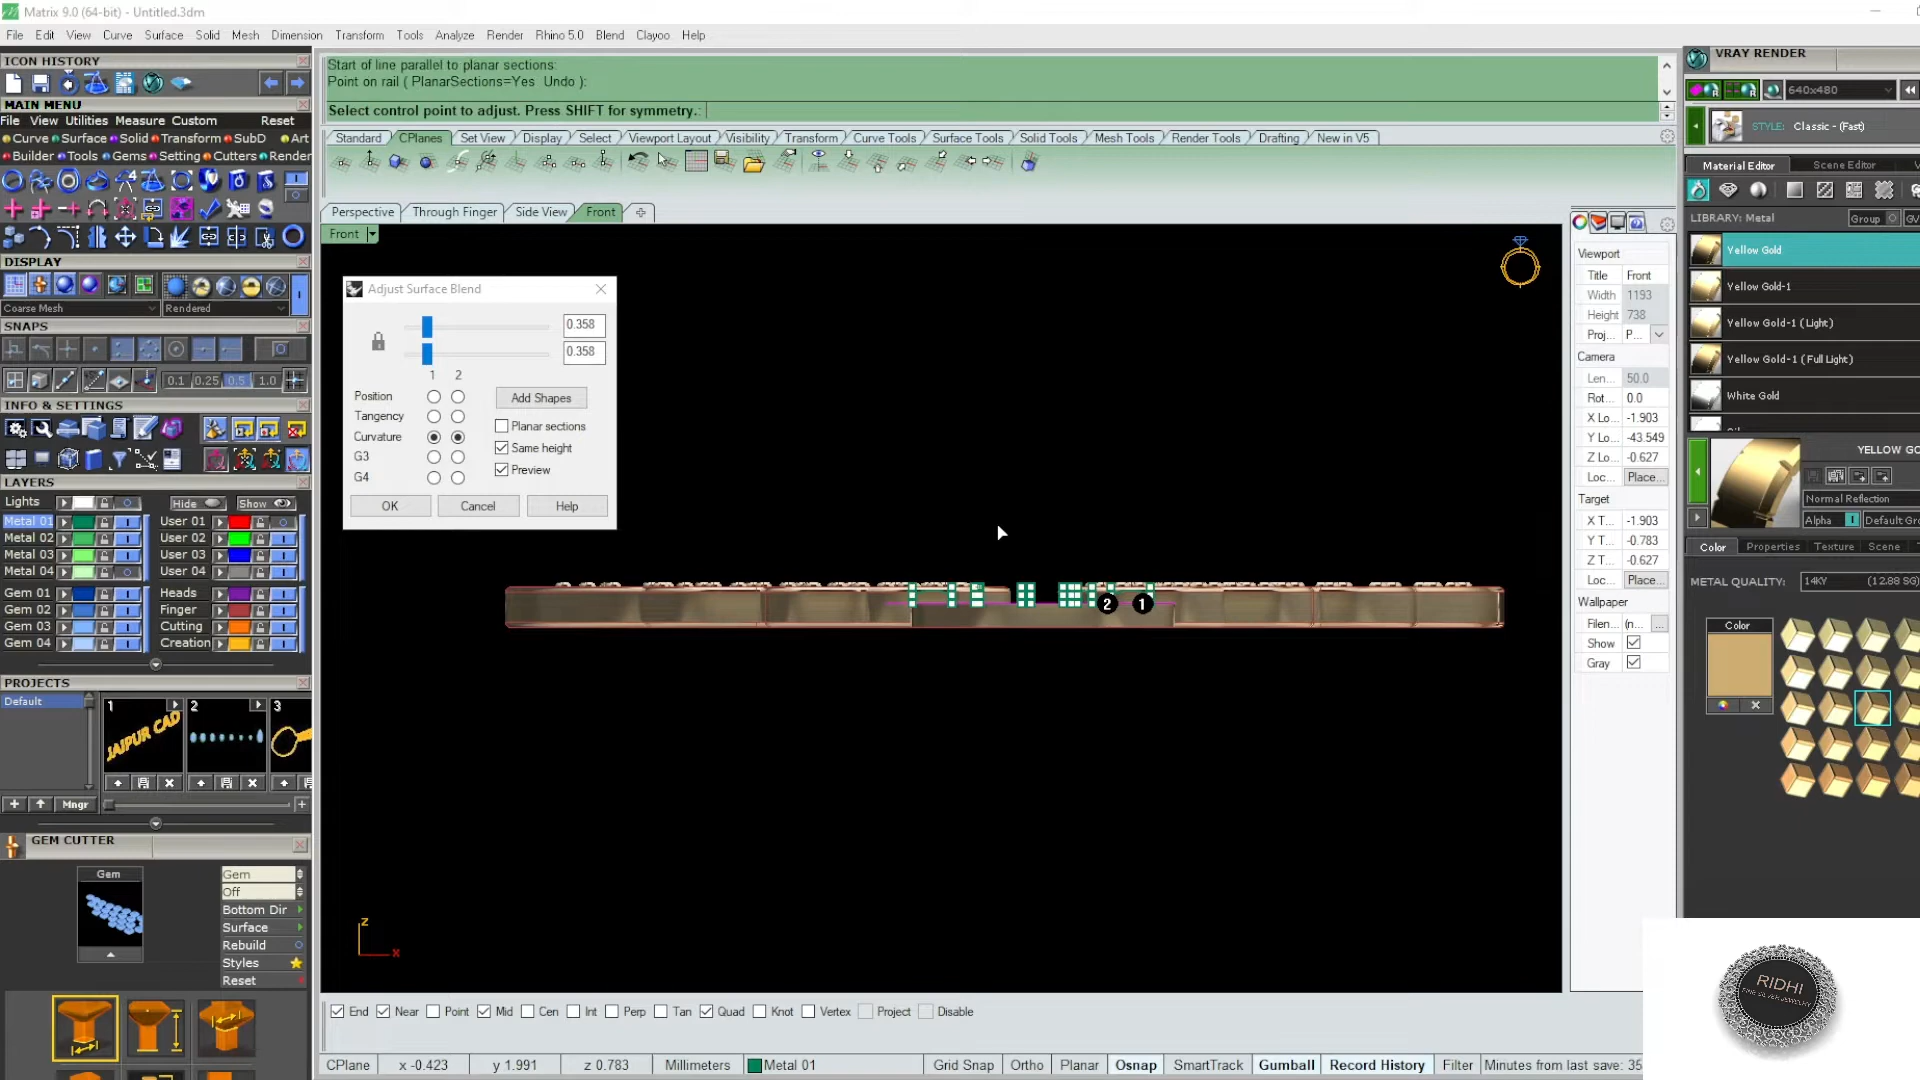 Matrix 9.0 (64-bit) - Untitled.3dm
File Edit View Curve Surface Solid Mesh Dimension Transform Tools Analyze Render Rhino 5.0 Blend Clayoo Help
ICON HISTORY
MAIN MENU
File View Utilities Measure Custom Reset
Curve Surface Solid Transform SubD Art
Builder Tools Gems Setting Cutters Render
DISPLAY
Coarse Mesh Rendered
SNAPS
0.1 0.25 0.5 1.0
INFO & SETTINGS
LAYERS
Lights Hide Show
Metal 01 User 01
Metal 02 User 02
Metal 03 User 03
Metal 04 User 04
Gem 01 Heads
Gem 02 Finger
Gem 03 Cutting
Gem 04 Creation
PROJECTS
Default
1 2 3
JAIPUR CAD
Mngr
GEM CUTTER
Gem Gem
Off
Bottom Dir
Surface
Rebuild
Styles
Reset
Start of line parallel to planar sections:
Point on rail ( PlanarSections=Yes Undo ):
Select control point to adjust. Press SHIFT for symmetry.:
Standard CPlanes Set View Display Select Viewport Layout Visibility Transform Curve Tools Surface Tools Solid Tools Mesh Tools Render Tools Drafting New in V5
Perspective Through Finger Side View Front
Front
Adjust Surface Blend
0.358
0.358
1 2
Position
Tangency
Curvature
G3
G4
Add Shapes
Planar sections
Same height
Preview
OK Cancel Help
2 1
z
x
End Near Point Mid Cen Int Perp Tan Quad Knot Vertex Project Disable
CPlane x -0.423 y 1.991 z 0.783 Millimeters Metal 01 Grid Snap Ortho Planar Osnap SmartTrack Gumball Record History Filter Minutes from last save: 35
Viewport
Title Front
Width 1193
Height 738
Proj... P...
Camera
Len... 50.0
Rot... 0.0
X Lo... -1.903
Y Lo... -43.549
Z Lo... -0.627
Loc... Place...
Target
X T... -1.903
Y T... -0.783
Z T... -0.627
Loc... Place...
Wallpaper
Filen... (n... ...
Show
Gray
VRAY RENDER
640x480
STYLE: Classic - (Fast)
Material Editor Scene Editor V
LIBRARY: Metal Group GV
Yellow Gold
Yellow Gold-1
Yellow Gold-1 (Light)
Yellow Gold-1 (Full Light)
White Gold
YELLOW GO
Normal Reflection
Alpha Default Gro
Color Properties Texture Scene
METAL QUALITY: 14KY (12.88 SG)
Color
RIDHI
FINE SILVER JEWELRY